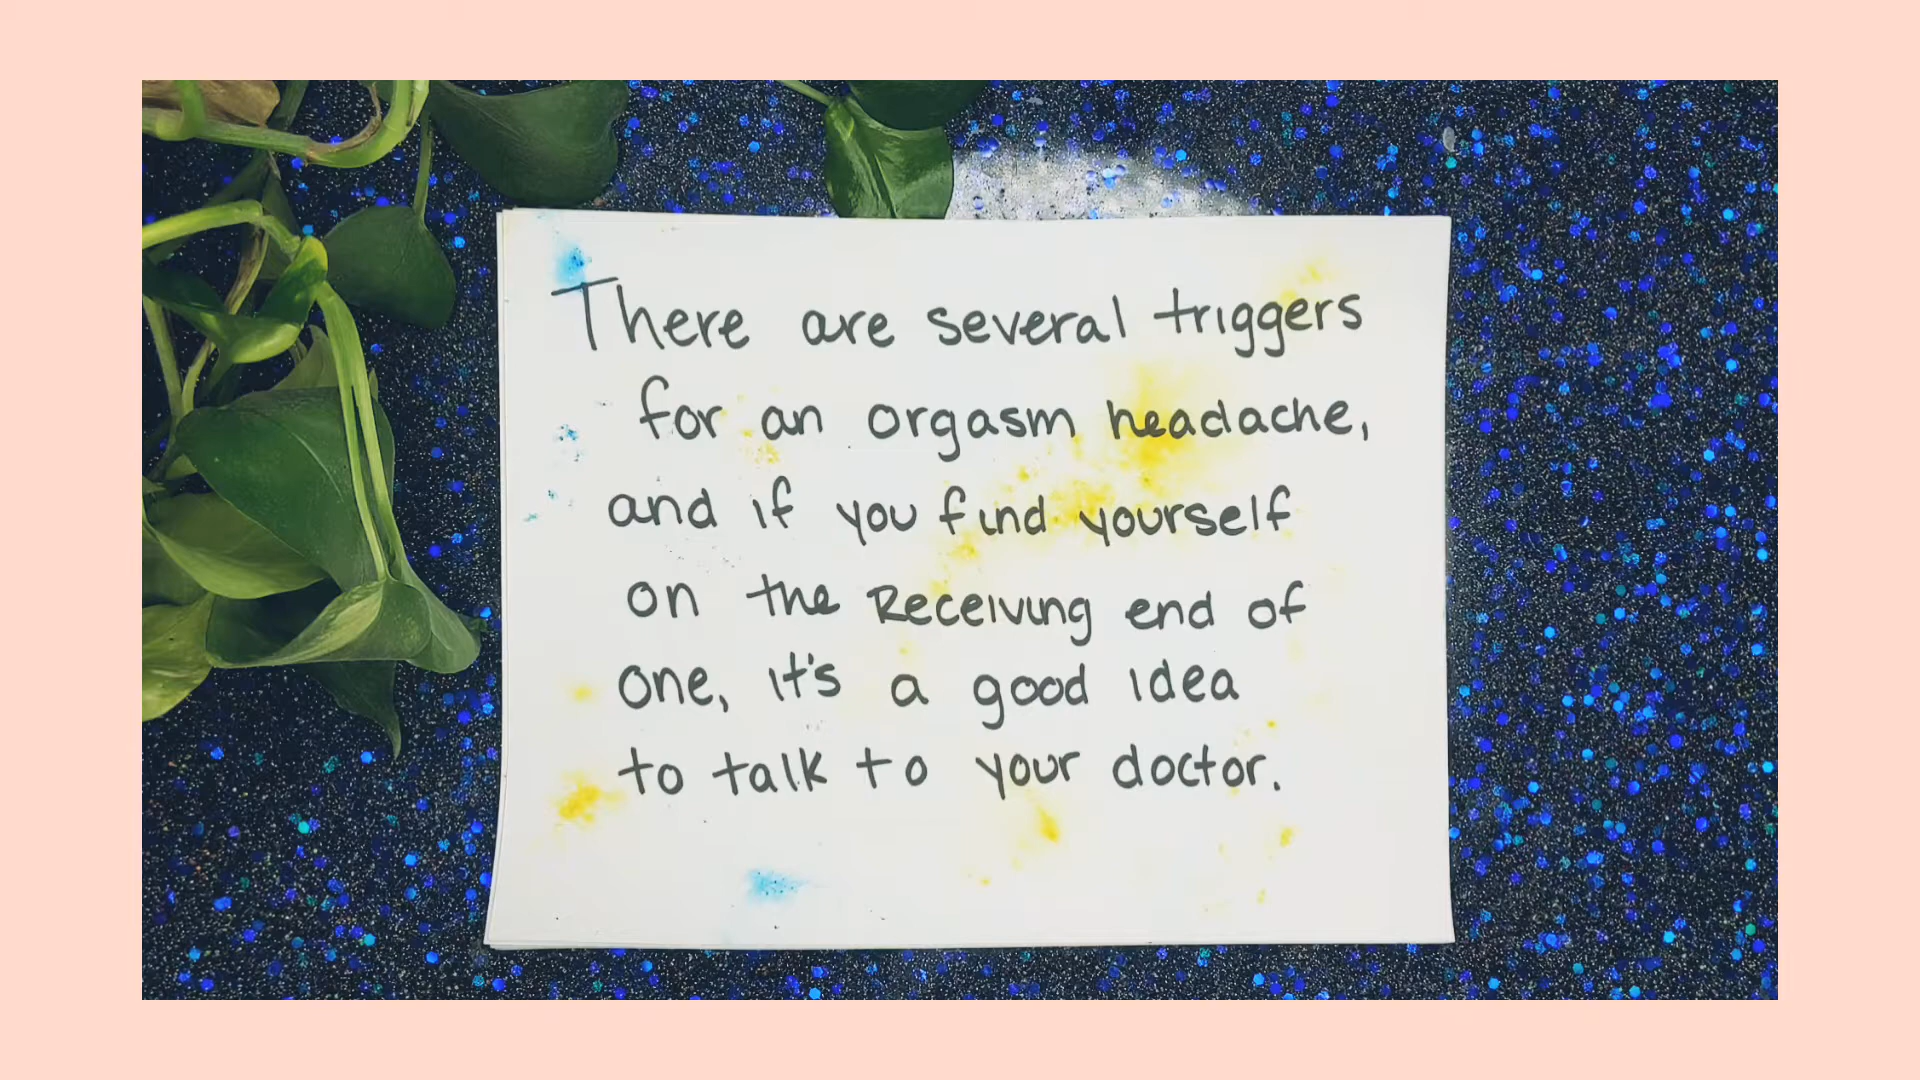 There are several triggers
for an orgasm headache,
and if you find yourself
on the Receiving end of
one, it's a good idea
to talk to your doctor.